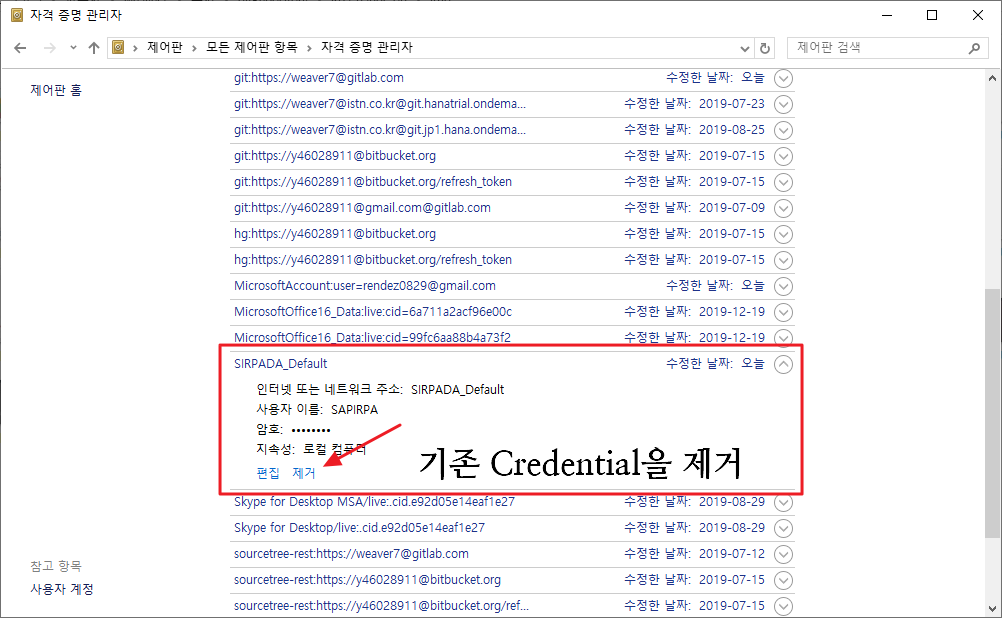 자격 증명 관리자
제어판 › 모든 제어판 항목 › 자격 증명 관리자
제어판 검색
제어판 홈
git:https://weaver7@gitlab.com 수정한 날짜: 오늘
git:https://weaver7@istn.co.kr@git.hanatrial.ondema... 수정한 날짜: 2019-07-23
git:https://weaver7@istn.co.kr@git.jp1.hana.ondema... 수정한 날짜: 2019-08-25
git:https://y46028911@bitbucket.org 수정한 날짜: 2019-07-15
git:https://y46028911@bitbucket.org/refresh_token 수정한 날짜: 2019-07-15
git:https://y46028911@gmail.com@gitlab.com 수정한 날짜: 2019-07-09
hg:https://y46028911@bitbucket.org 수정한 날짜: 2019-07-15
hg:https://y46028911@bitbucket.org/refresh_token 수정한 날짜: 2019-07-15
MicrosoftAccount:user=rendez0829@gmail.com 수정한 날짜: 오늘
MicrosoftOffice16_Data:live:cid=6a711a2acf96e00c 수정한 날짜: 2019-12-19
MicrosoftOffice16_Data:live:cid=99fc6aa88b4a73f2 수정한 날짜: 2019-12-19
SIRPADA_Default 수정한 날짜: 오늘
인터넷 또는 네트워크 주소: SIRPADA_Default
사용자 이름: SAPIRPA
암호: ••••••••
지속성: 로컬 컴퓨터
편집 제거
기존 Credential을 제거
Skype for Desktop MSA/live:.cid.e92d05e14eaf1e27 수정한 날짜: 2019-08-29
Skype for Desktop/live:.cid.e92d05e14eaf1e27 수정한 날짜: 2019-08-29
sourcetree-rest:https://weaver7@gitlab.com 수정한 날짜: 2019-07-12
sourcetree-rest:https://y46028911@bitbucket.org 수정한 날짜: 2019-07-15
sourcetree-rest:https://y46028911@bitbucket.org/ref... 수정한 날짜: 2019-07-15
참고 항목
사용자 계정